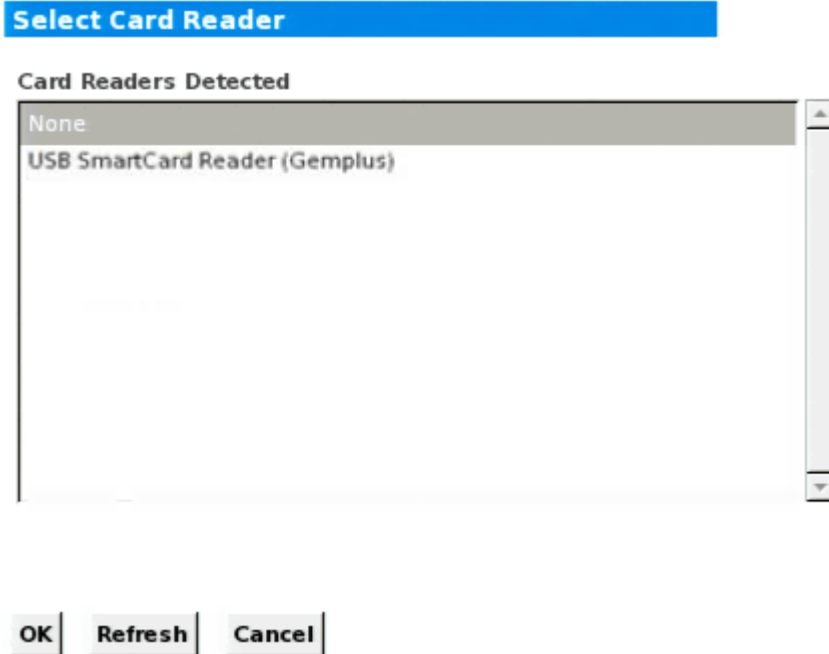 Select Card Reader
Card Readers Detected
None
USB SmartCard Reader (Gemplus)
OK Refresh Cancel